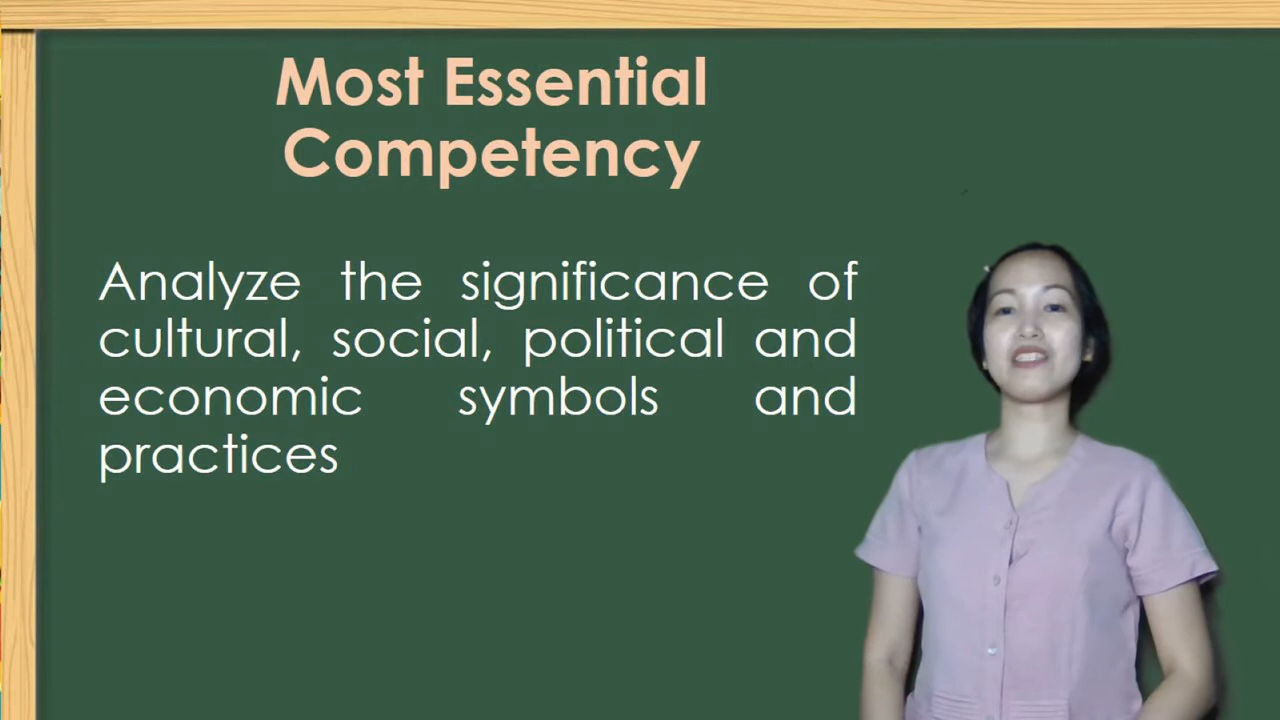 Most Essential
Competency
Analyze the significance of
cultural, social, political and
economic symbols and
practices